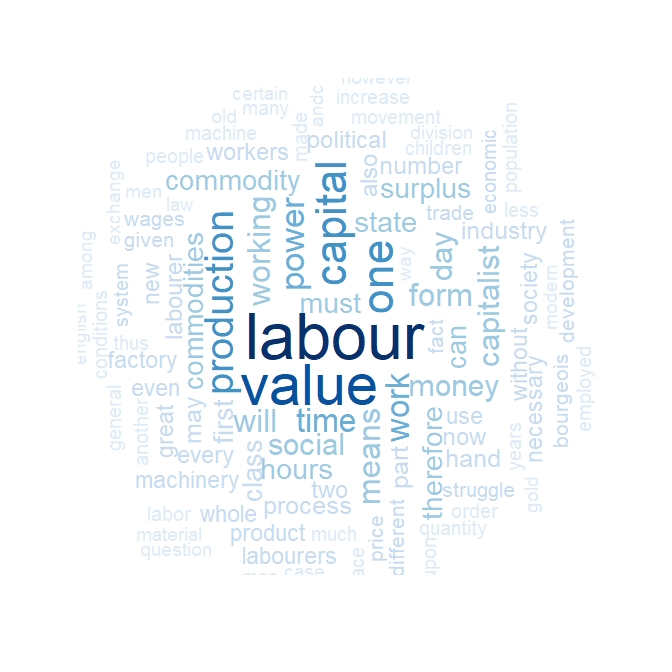 however
certain
many
andc
increase
old
made
movement
machine
political
division
children
population
people
workers
also
number
economic
commodity
surplus
men
law
exchange
wages
working
power
capital
state
trade
less
given
production
one
way
day
industry
among
system
new
labourer
commodities
must
form
capitalist
society
modern
development
english
conditions
thus
labour
fact
can
without
factory
value
money
necessary
bourgeois
employed
general
another
even
great
may
first
will
time
work
means
therefore
use
now
years
every
class
social
hours
part
hand
machinery
two
struggle
gold
labor
whole
process
order
material
product
much
price
different
quantity
question
labourers
upon
case